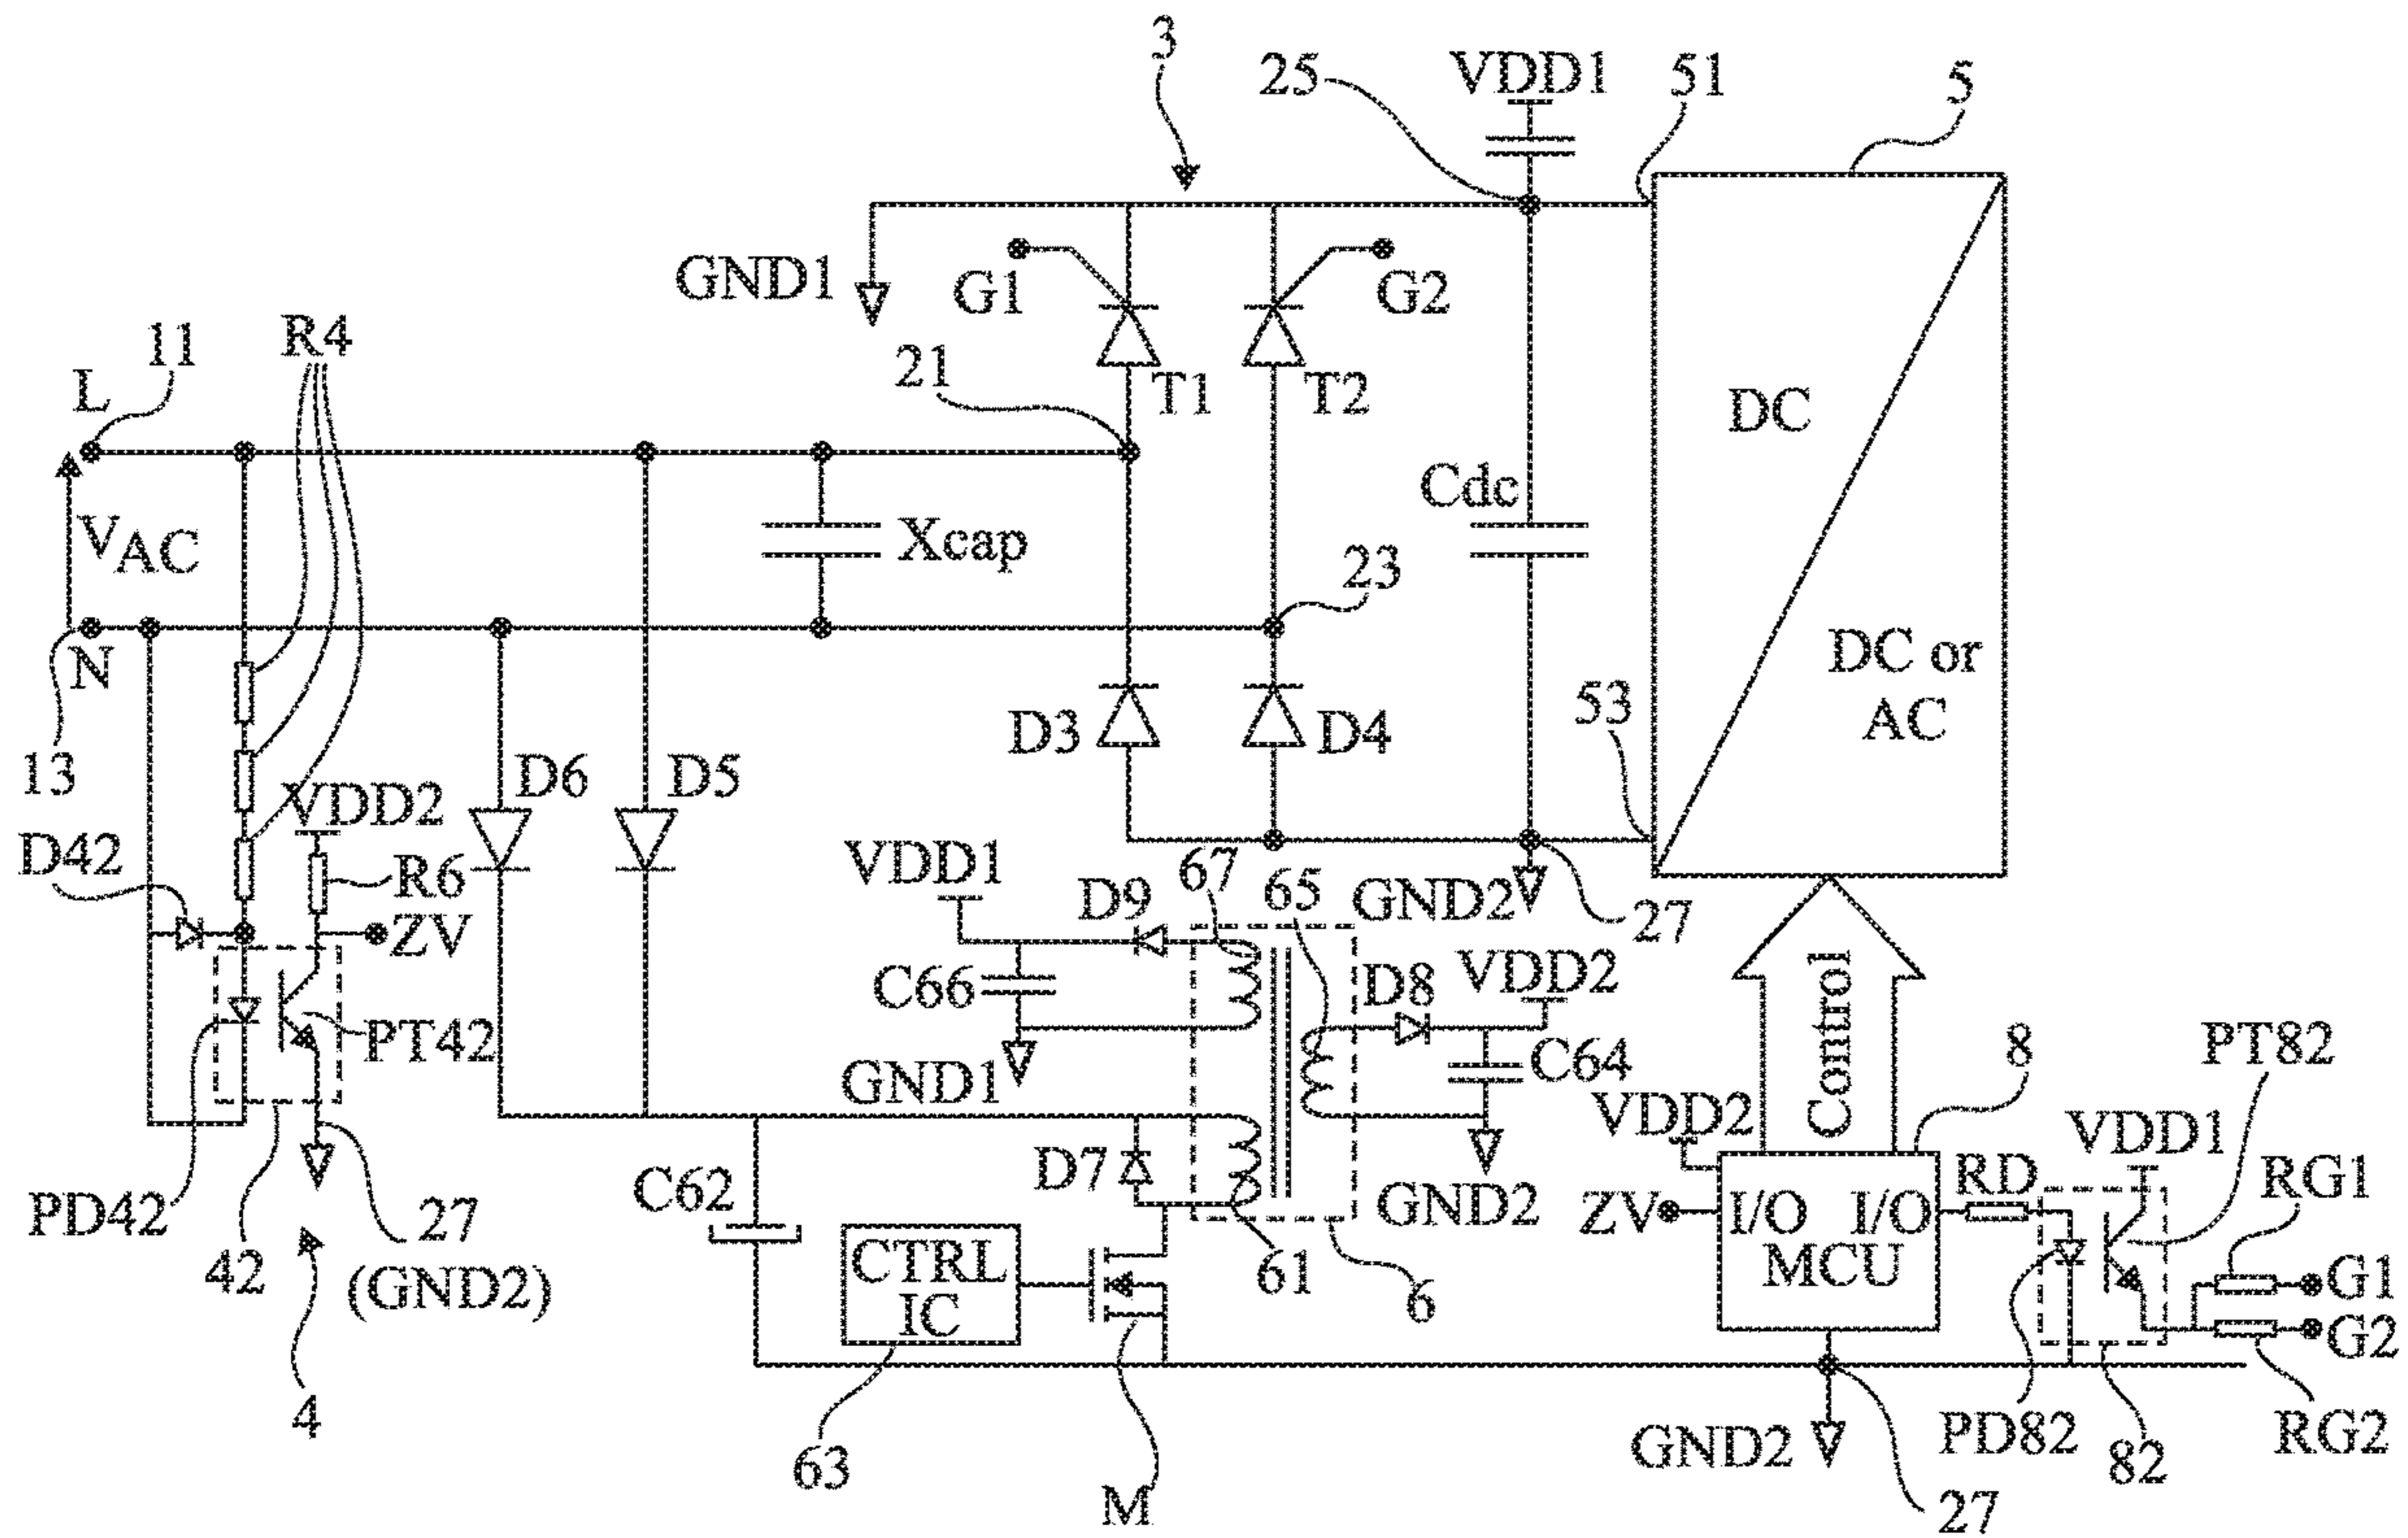 3
25
VDD1
51
5
GND1
G1
G2
T1
T2
21
L
11
R4
DC
VAC
Xcap
Cdc
23
N
13
D3
D4
53
DC or
AC
D6
D5
VDD2
D42
R6
ZV
VDD1
D9
67
65
GND2
27
C66
D8
VDD2
PT42
GND1
C64
Control
8
PT82
VDD2
VDD1
PD42
42
27
(GND2)
4
C62
D7
GND2
ZV
I/O
I/O
MCU
RD
RG1
CTRL
IC
61
6
G1
G2
63
M
GND2
27
PD82
82
RG2